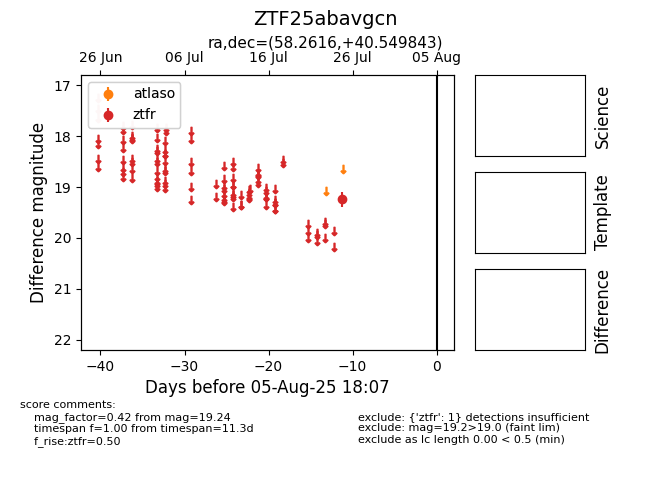 ZTF25abavgcn
ra,dec=(58.2616,+40.549843)
26 Jun
06 Jul
16 Jul
26 Jul
05 Aug
atlaso
ztfr
17
18
19
20
21
22
Difference magnitude
−40
−30
−20
−10
0
Days before 05-Aug-25 18:07
Science
Template
Difference
score comments:
mag_factor=0.42 from mag=19.24
timespan f=1.00 from timespan=11.3d
f_rise:ztfr=0.50
exclude: {'ztfr': 1} detections insufficient
exclude: mag=19.2>19.0 (faint lim)
exclude as lc length 0.00 < 0.5 (min)